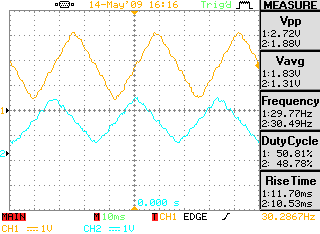 14-May'09 16:16 Trig'd MEASURE
Vpp
1:2.72V
2:1.88V
Vavg
1:1.83V
2:1.31V
Frequency
1:29.77Hz
2:30.49Hz
DutyCycle
1: 50.81%
2: 48.78%
RiseTime
1:11.70ms
2:10.53ms
1
2
0.000 s
MAIN M 10ms T CH1 EDGE 30.2867Hz
CH1 1V CH2 1V